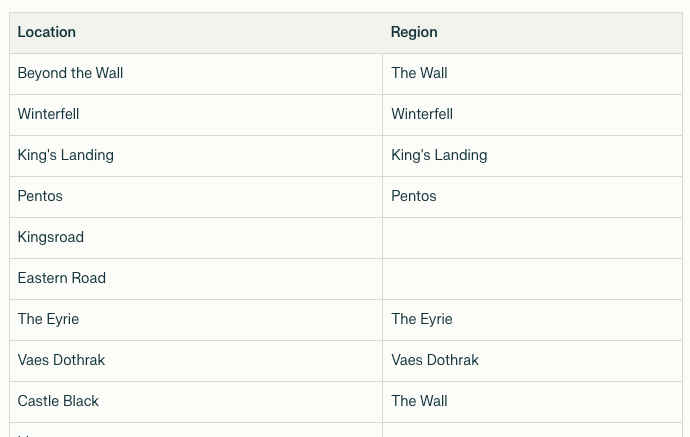 Location Region
Beyond the Wall The Wall
Winterfell Winterfell
King's Landing King's Landing
Pentos Pentos
Kingsroad
Eastern Road
The Eyrie The Eyrie
Vaes Dothrak Vaes Dothrak
Castle Black The Wall